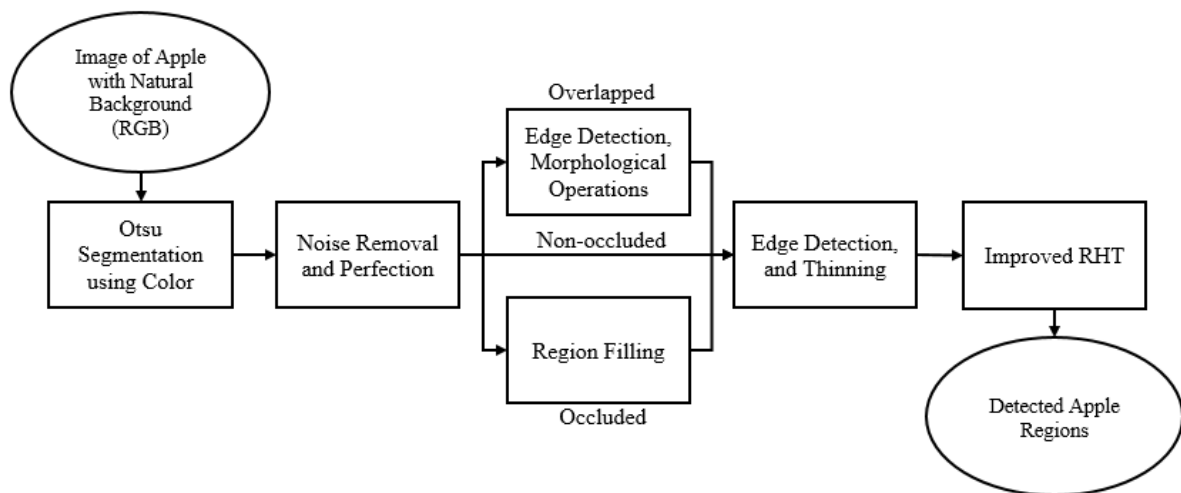 Image of Apple
with Natural
Background
(RGB)
Otsu
Segmentation
using Color
Noise Removal
and Perfection
Overlapped
Edge Detection,
Morphological
Operations
Non-occluded
Region Filling
Occluded
Edge Detection,
and Thinning
Improved RHT
Detected Apple
Regions